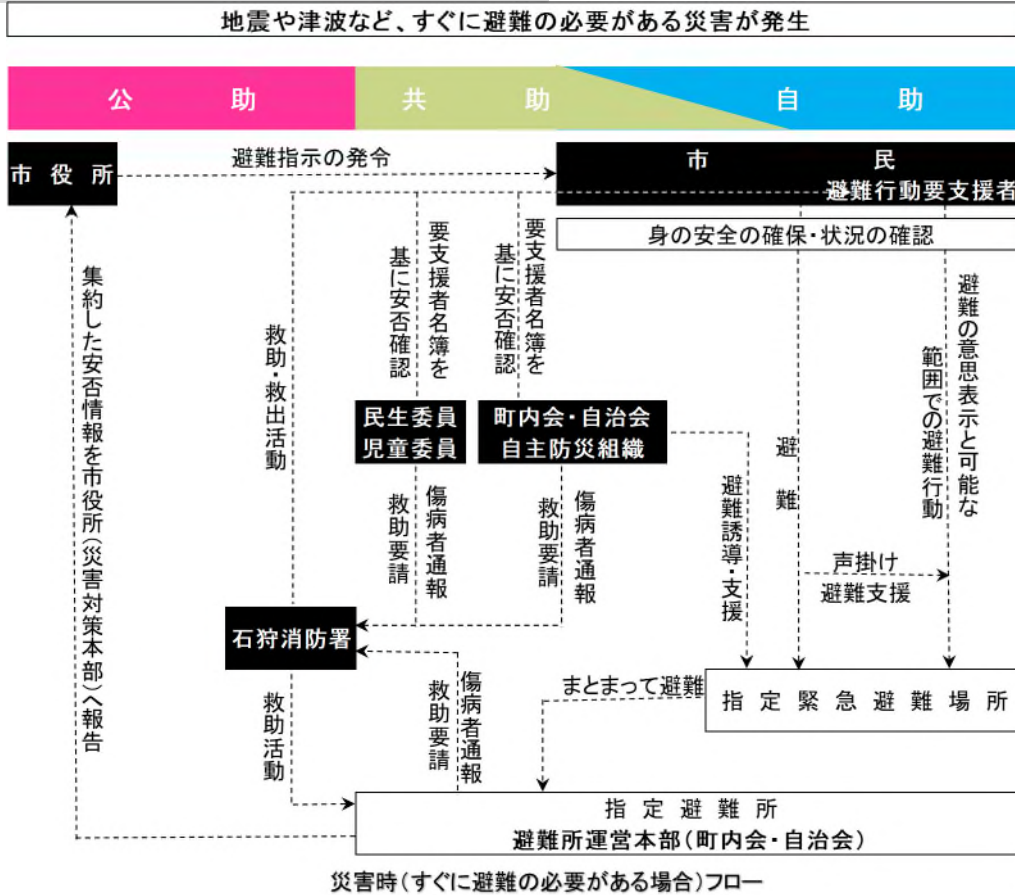 地震や津波など、すぐに避難の必要がある災害が発生
公助
共助
自助
市役所
避難指示の発令
市民
避難行動要支援者
身の安全の確保・状況の確認
集約した安否情報を市役所(災害対策本部)へ報告
救助・救出活動
要支援者名簿を
基に安否確認
要支援者名簿を
基に安否確認
避難の意思表示と可能な
範囲での避難行動
民生委員
児童委員
町内会・自治会
自主防災組織
避難
避難誘導・支援
傷病者通報
救助要請
傷病者通報
救助要請
声掛け
避難支援
石狩消防署
救助活動
傷病者通報
救助要請
まとまって避難
指定緊急避難場所
指定避難所
避難所運営本部(町内会・自治会)
災害時(すぐに避難の必要がある場合)フロー